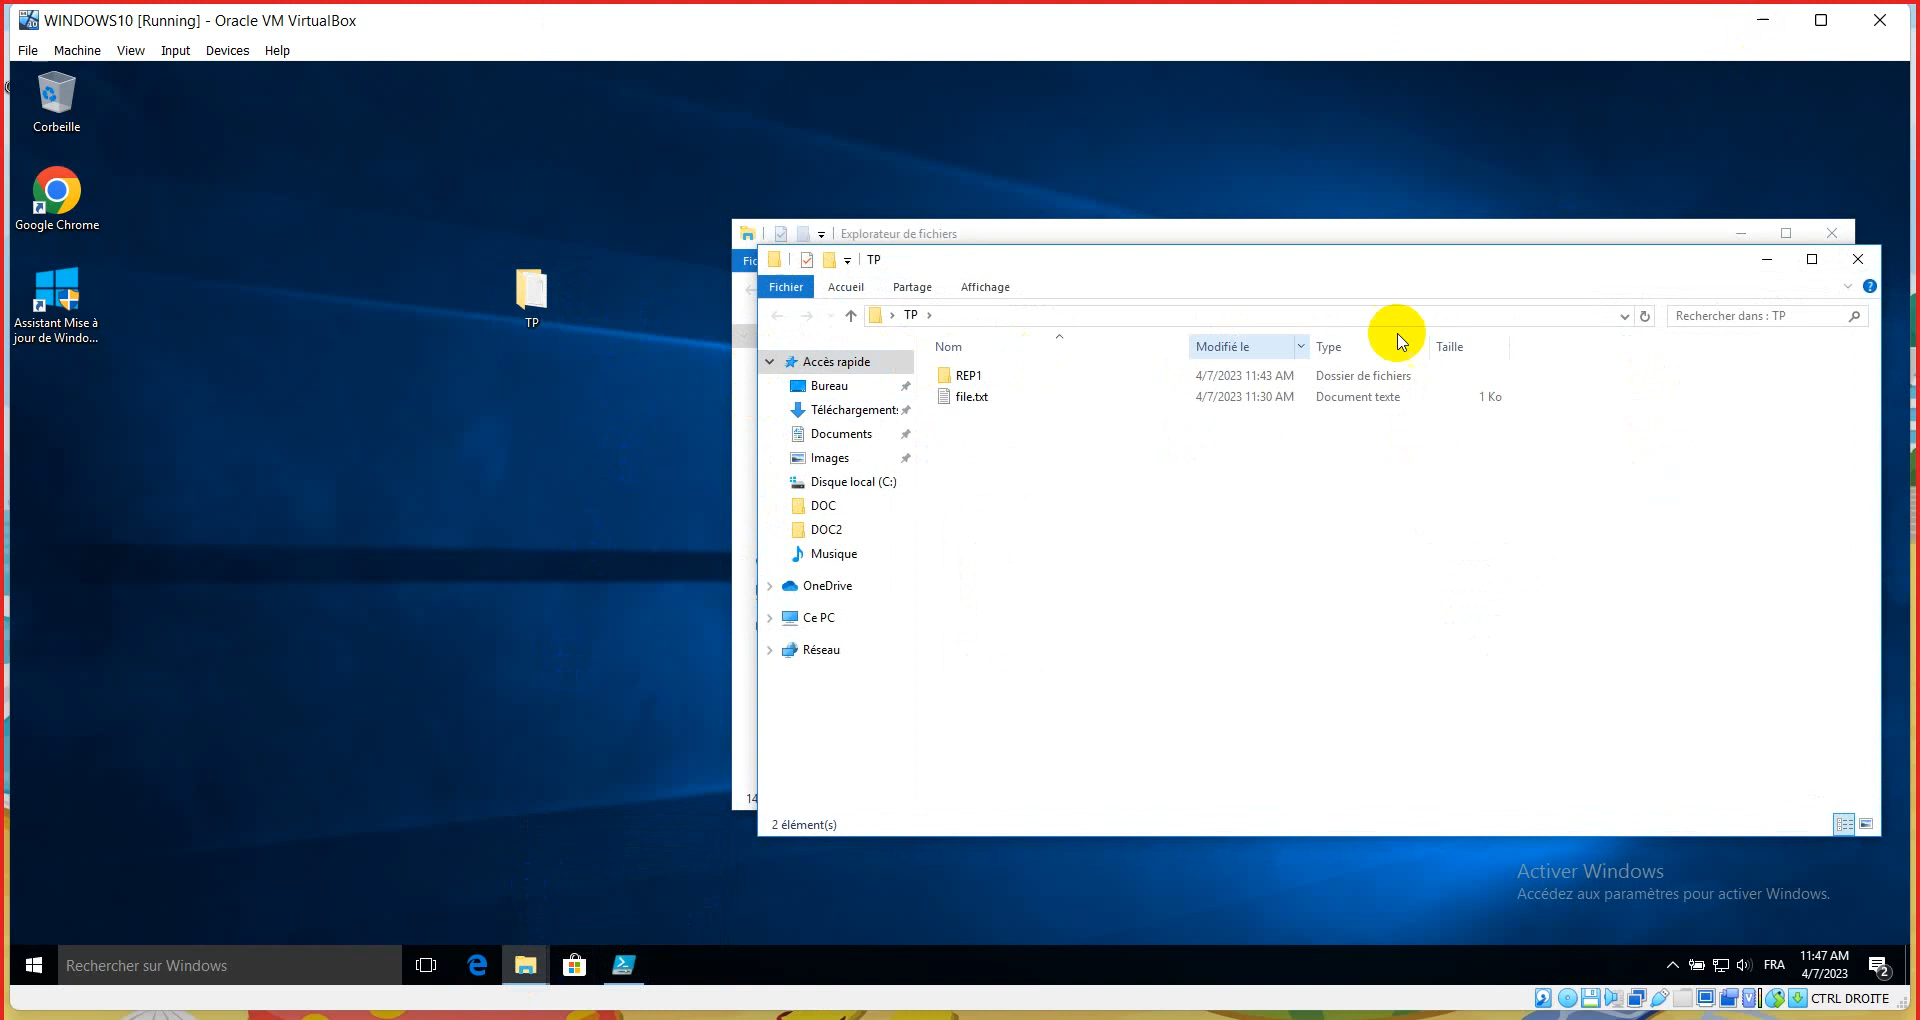 WINDOWS10 [Running] - Oracle VM VirtualBox
File Machine View Input Devices Help
Corbeille
Google Chrome
Assistant Mise à
jour de Windo...
TP
Explorateur de fichiers
Fic
TP
Fichier Accueil Partage Affichage
TP
Rechercher dans : TP
Nom Modifié le Type Taille
REP1 4/7/2023 11:43 AM Dossier de fichiers
file.txt 4/7/2023 11:30 AM Document texte 1 Ko
Accès rapide
Bureau
Téléchargements
Documents
Images
Disque local (C:)
DOC
DOC2
Musique
OneDrive
Ce PC
Réseau
14
2 élément(s)
Activer Windows
Accédez aux paramètres pour activer Windows.
Rechercher sur Windows
FRA
11:47 AM
4/7/2023
2
CTRL DROITE